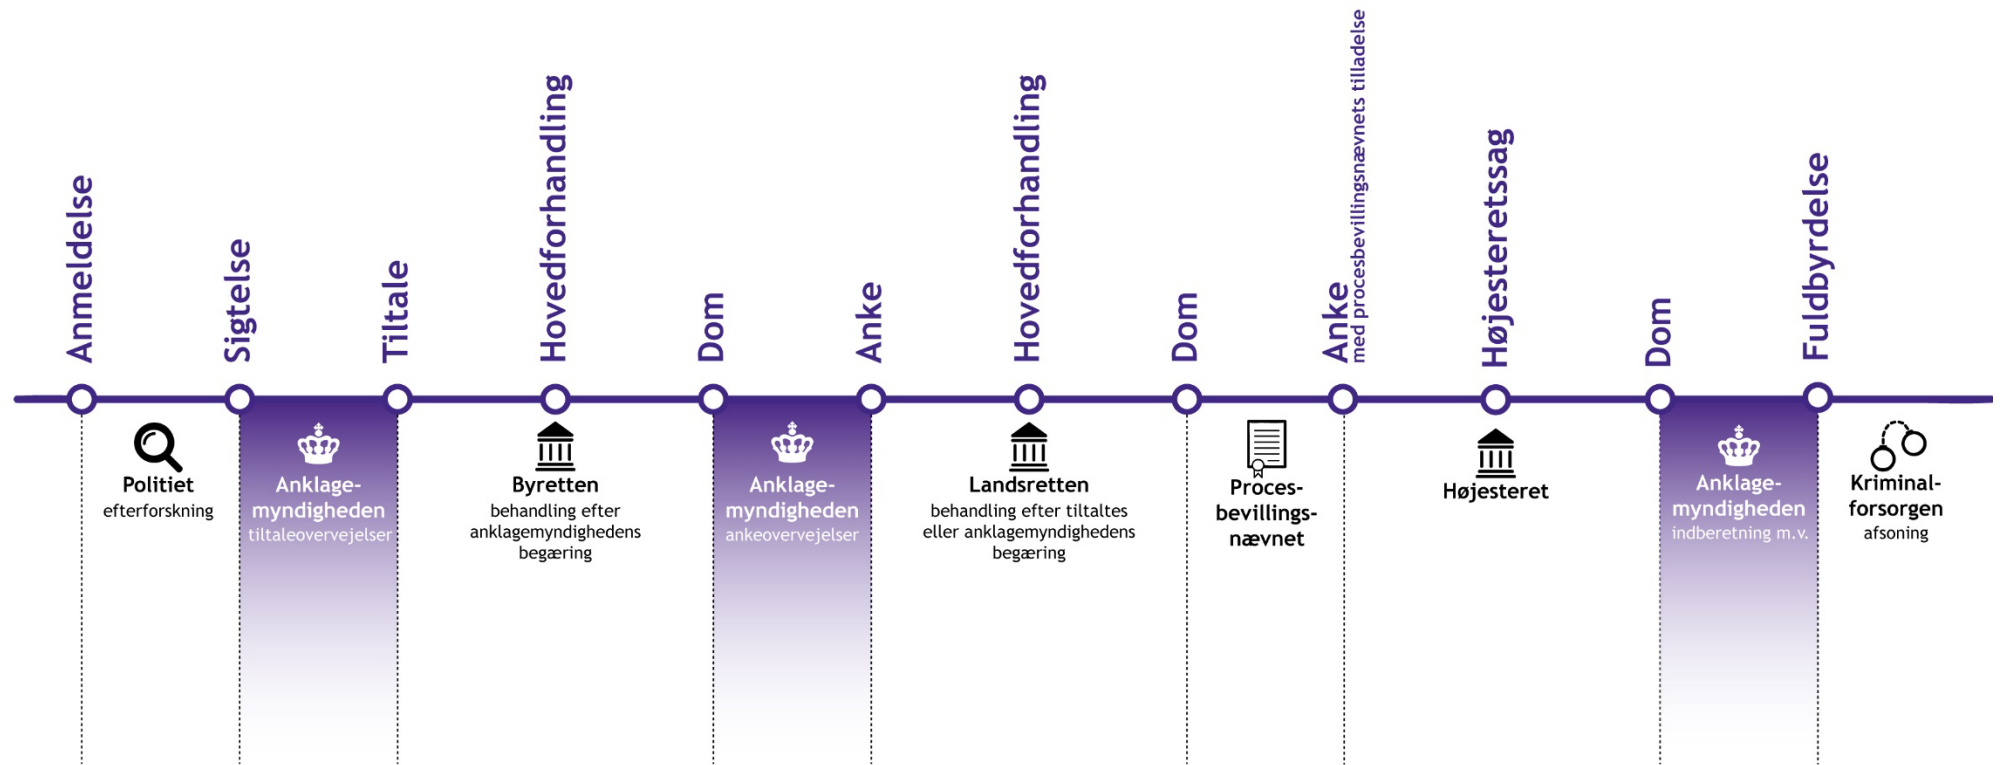 Anmeldelse
Sigtelse
Tiltale
Hovedforhandling
Dom
Anke
Hovedforhandling
Dom
Anke
med procesbevillingsnævnets tilladelse
Højesteretssag
Dom
Fuldbyrdelse
Politiet
efterforskning
Anklage-
myndigheden
tiltaleovervejelser
Byretten
behandling efter
anklagemyndighedens
begæring
Anklage-
myndigheden
ankeovervejelser
Landsretten
behandling efter tiltaltes
eller anklagemyndighedens
begæring
Proces-
bevillings-
nævnet
Højesteret
Anklage-
myndigheden
indberetning m.v.
Kriminal-
forsorgen
afsoning